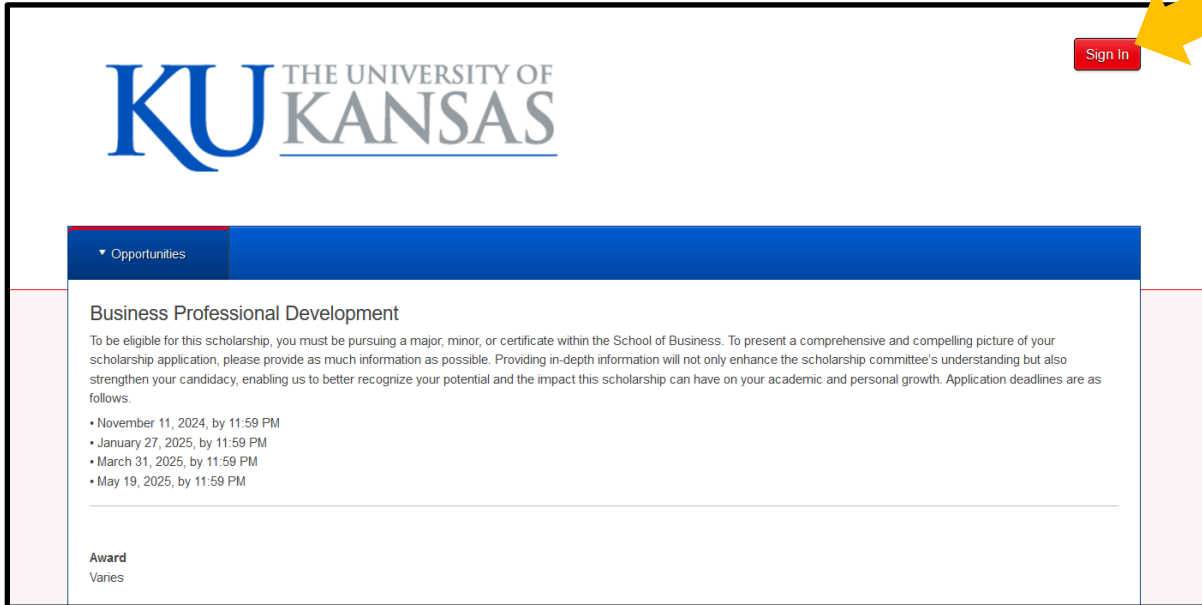 Sign In
KU THE UNIVERSITY OF
KANSAS
Opportunities
Business Professional Development
To be eligible for this scholarship, you must be pursuing a major, minor, or certificate within the School of Business. To present a comprehensive and compelling picture of your
scholarship application, please provide as much information as possible. Providing in-depth information will not only enhance the scholarship committee's understanding but also
strengthen your candidacy, enabling us to better recognize your potential and the impact this scholarship can have on your academic and personal growth. Application deadlines are as
follows.
• November 11, 2024, by 11:59 PM
• January 27, 2025, by 11:59 PM
• March 31, 2025, by 11:59 PM
• May 19, 2025, by 11:59 PM
Award
Varies